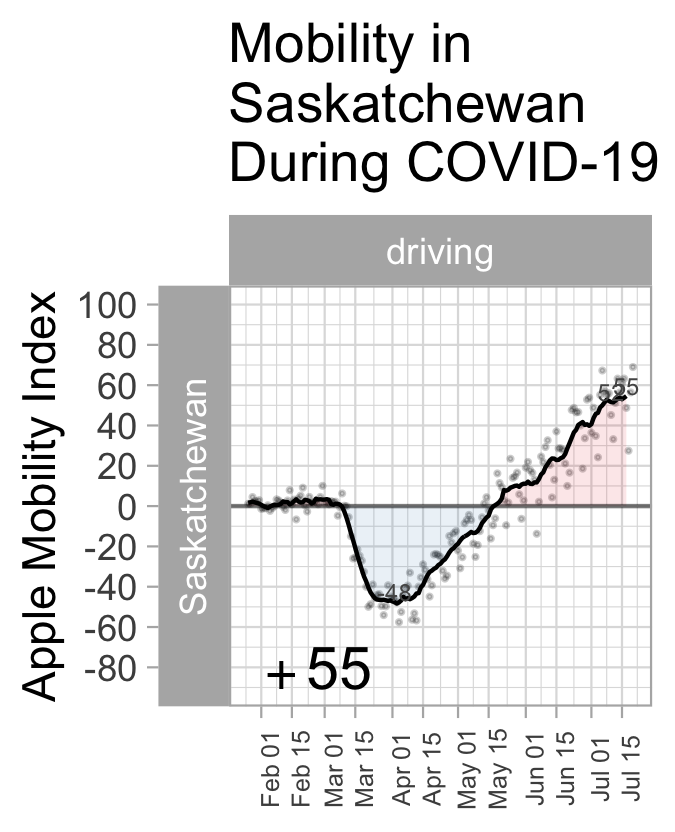 Mobility in
Saskatchewan
During COVID-19
driving
Apple Mobility Index
Saskatchewan
100
80
60
40
20
0
-20
-40
-60
-80
55
-48
+ 55
Feb 01
Feb 15
Mar 01
Mar 15
Apr 01
Apr 15
May 01
May 15
Jun 01
Jun 15
Jul 01
Jul 15